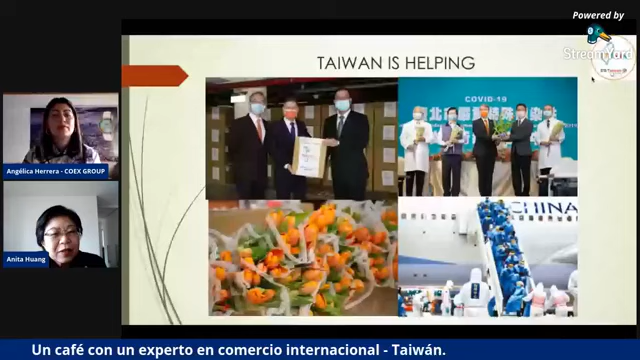 Powered by
StreamYard
TAIWAN IS HELPING
COVID-19
CHINA
Angélica Herrera - COEX GROUP
Anita Huang
Un café con un experto en comercio internacional - Taiwán.